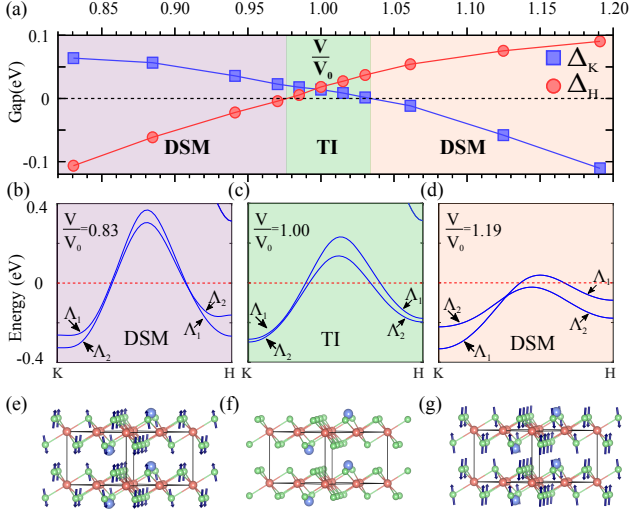 (a)
0.85 0.90 0.95 1.00 1.05 1.10 1.15 1.20
Gap(eV)
0.1
0
-0.1
V
V₀
Δ_K
Δ_H
DSM TI DSM
(b) (c) (d)
Energy (eV)
0.4
0
-0.4
V/V₀=0.83
V/V₀=1.00
V/V₀=1.19
Λ₁ Λ₂ Λ₂ Λ₁
DSM
Λ₁ Λ₂ Λ₁ Λ₂
TI
Λ₂ Λ₁ Λ₁ Λ₂
DSM
K H K H K H
(e) (f) (g)